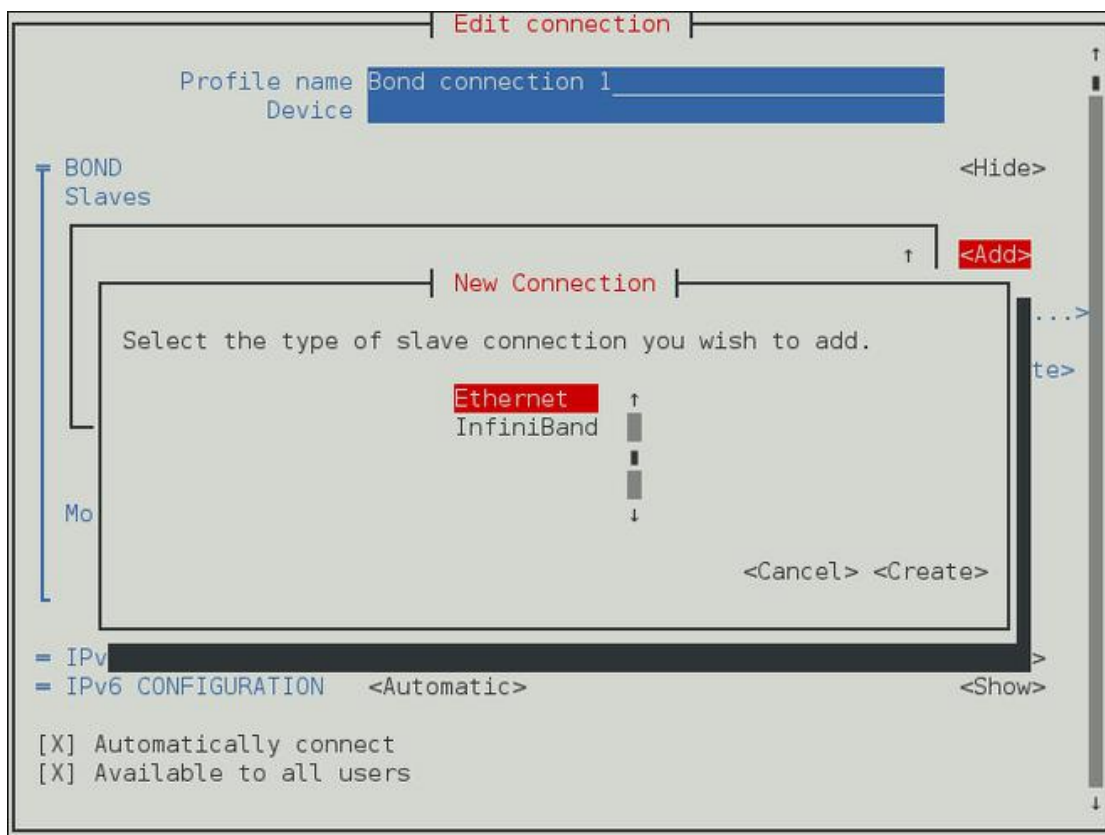 Edit connection
Profile name Bond connection 1
Device
BOND <Hide>
Slaves
<Add>
New Connection
...>
Select the type of slave connection you wish to add.
te>
Ethernet
InfiniBand
Mo
<Cancel> <Create>
IPv >
IPv6 CONFIGURATION <Automatic> <Show>
[X] Automatically connect
[X] Available to all users